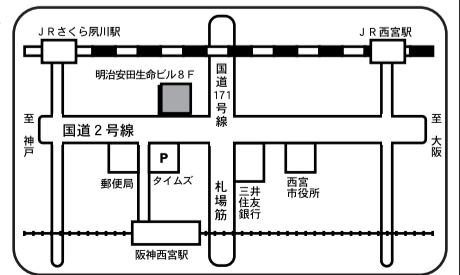 ＪＲさくら夙川駅
ＪＲ西宮駅
明治安田生命ビル８Ｆ
国道171号線
至神戸
国道２号線
至大阪
郵便局
P
タイムズ
札場筋
三井
住友
銀行
西宮
市役所
阪神西宮駅